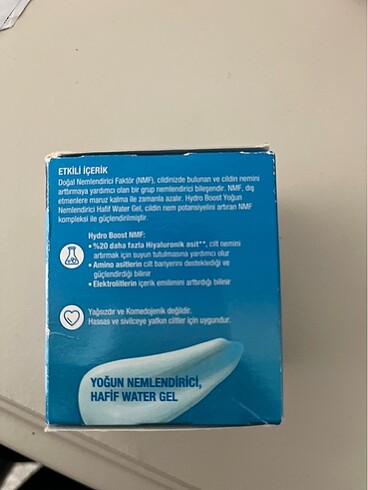 ETKİLİ İÇERİK
Doğal Nemlendirici Faktör (NMF), cildinizde bulunan ve cildin nemini
arttırmaya yardımcı olan bir grup nemlendirici bileşendir. NMF, dış
etmenlere maruz kalma ile zamanla azalır. Hydro Boost Yoğun
Nemlendirici Hafif Water Gel, cildin nem potansiyelini artıran NMF
kompleksi ile güçlendirilmiştir.
Hydro Boost NMF:
• %20 daha fazla Hiyaluronik asit**, cilt nemini
artırmak için suyun tutulmasına yardımcı olur
• Amino asitlerin cilt bariyerini desteklediği ve
güçlendirdiği bilinir
• Elektrolitlerin içerik emilimini arttırdığı bilinir
Yağsızdır ve Komedojenik değildir.
Hassas ve sivilceye yatkın ciltler için uygundur.
YOĞUN NEMLENDİRİCİ,
HAFİF WATER GEL